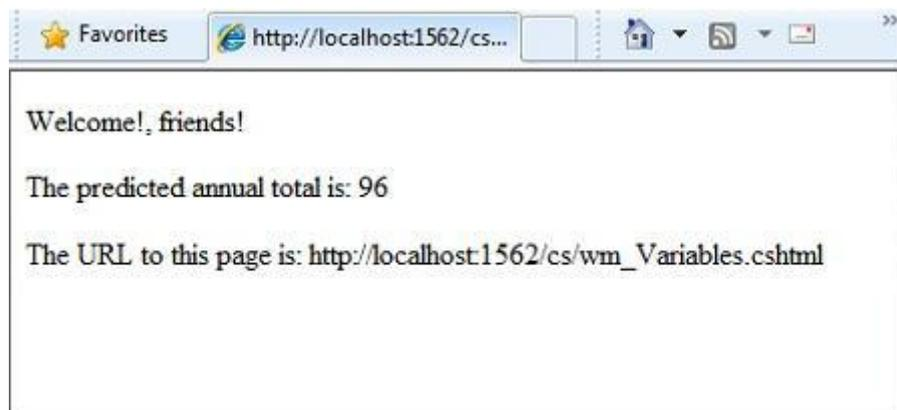 Favorites
http://localhost:1562/cs...
Welcome!, friends!
The predicted annual total is: 96
The URL to this page is: http://localhost:1562/cs/wm_Variables.cshtml